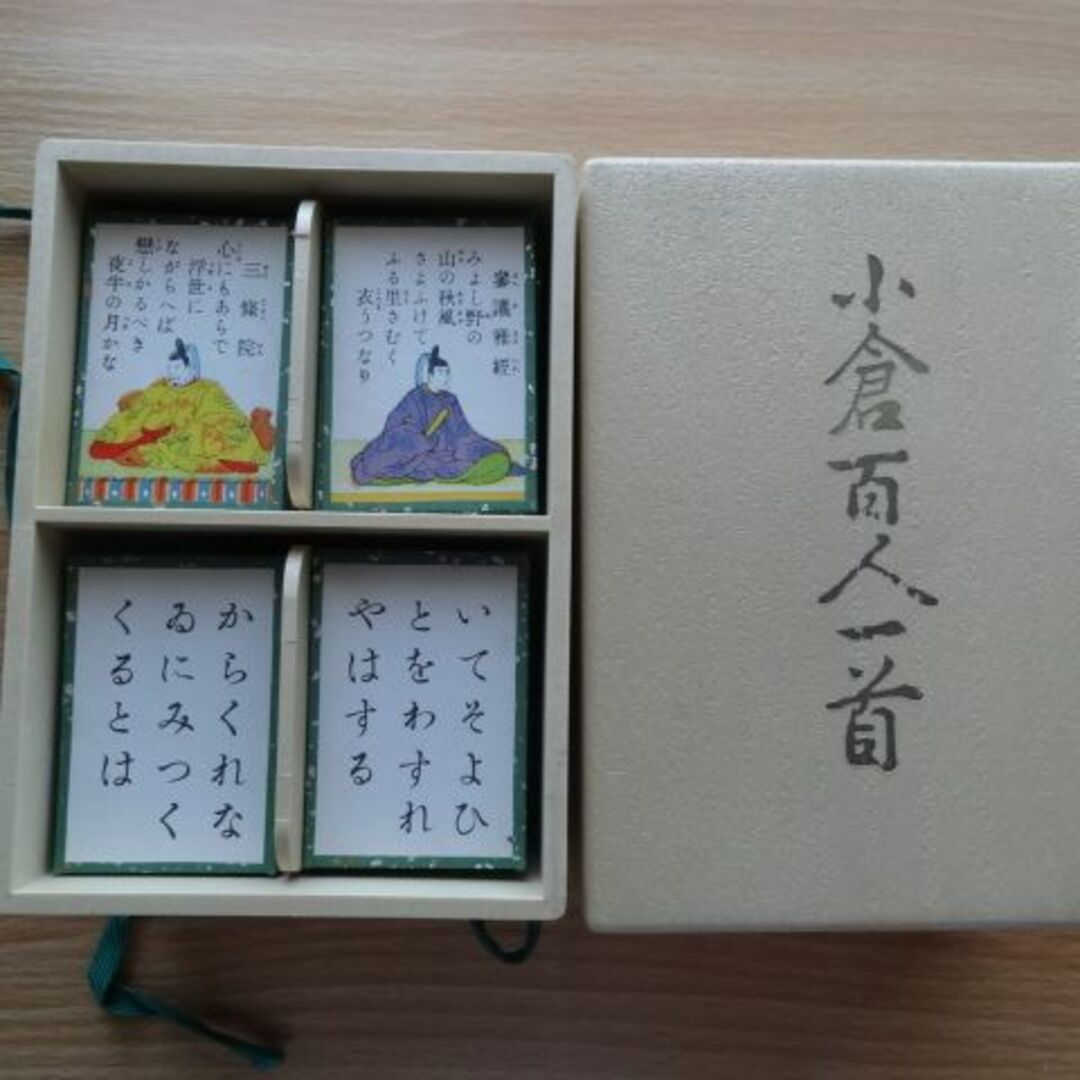 小倉百人一首
参議雅経
みよし野の
山の秋風
さよふけて
ふる里さむく
衣うつなり
三條院
心にもあらで
浮世に
ながらへば
戀しかるべき
夜半の月かな
いてそよひ
とをわすれ
やはする
からくれな
ゐにみつく
くるとは